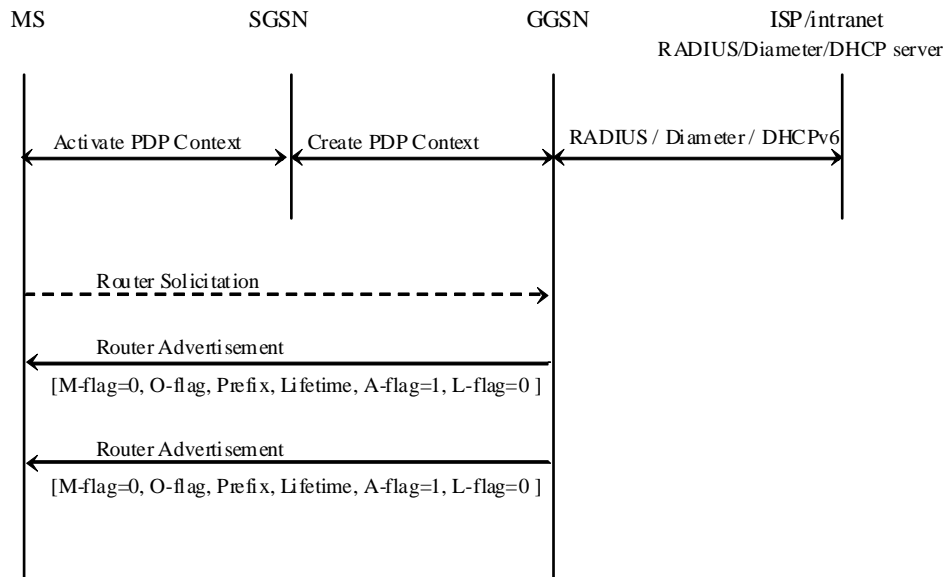 MS SGSN GGSN ISP/intranet
RADIUS/Diameter/DHCP server
Activate PDP Context Create PDP Context RADIUS / Diameter / DHCPv6
Router Solicitation
Router Advertisement
[M-flag=0, O-flag, Prefix, Lifetime, A-flag=1, L-flag=0 ]
Router Advertisement
[M-flag=0, O-flag, Prefix, Lifetime, A-flag=1, L-flag=0 ]